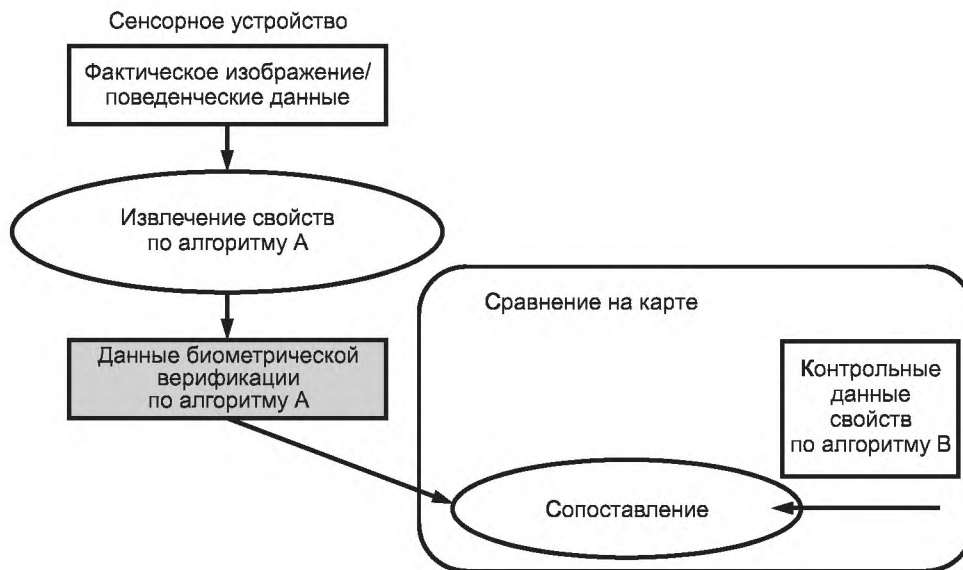 Сенсорное устройство
Фактическое изображение/
поведенческие данные
Извлечение свойств
по алгоритму А
Данные биометрической
верификации
по алгоритму А
Сравнение на карте
Контрольные
данные
свойств
по алгоритму В
Сопоставление